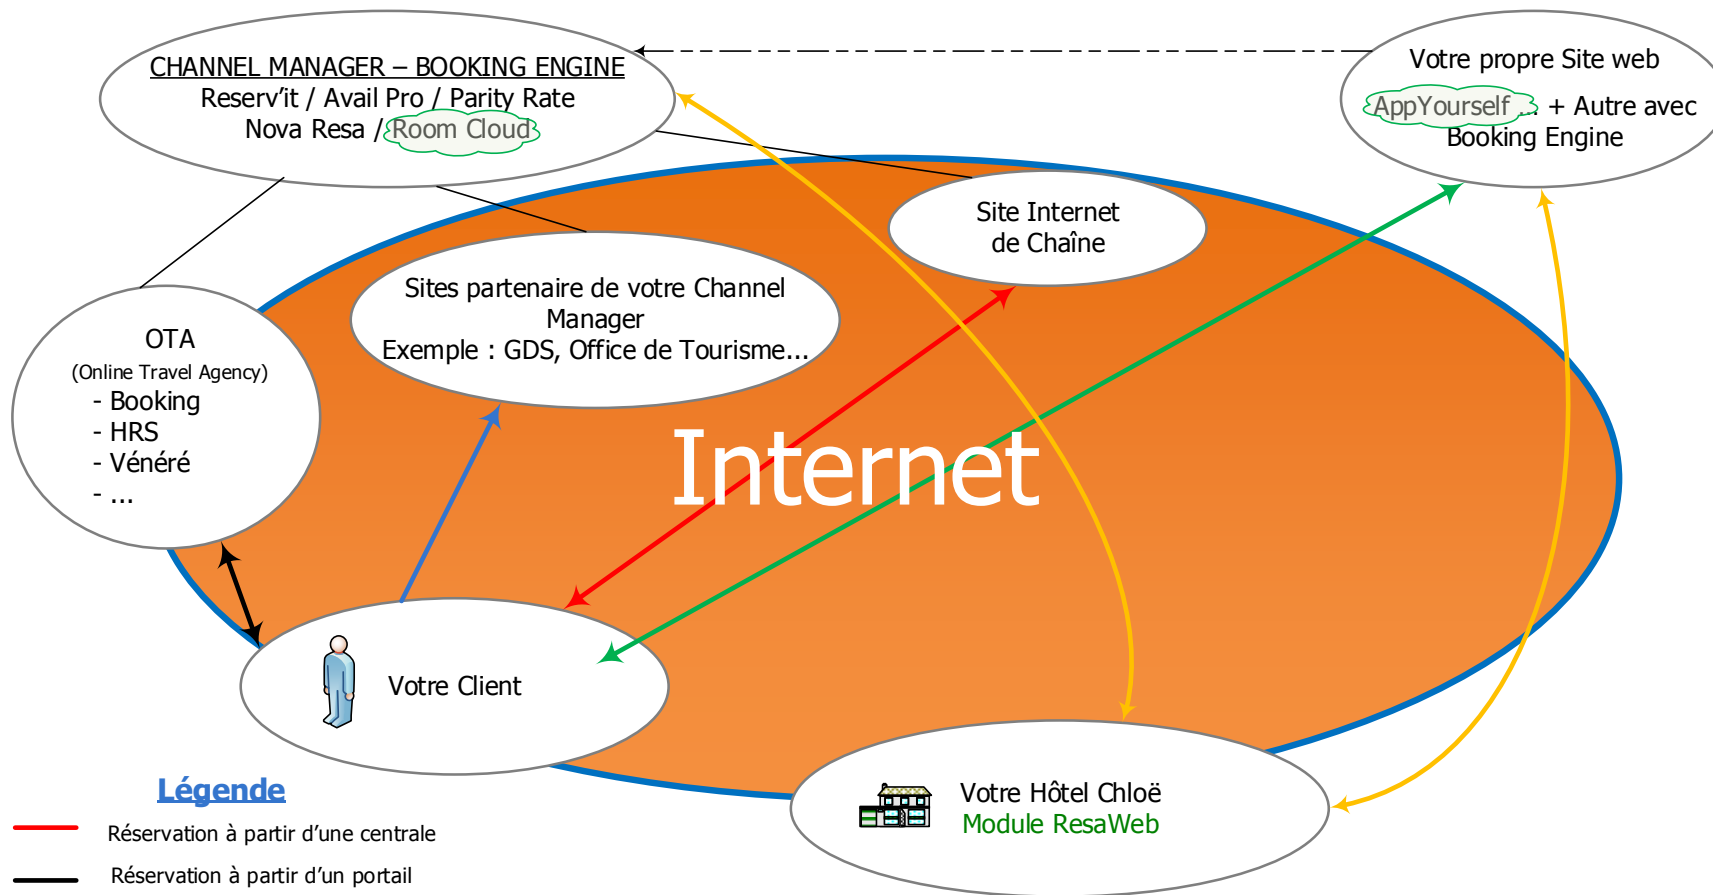 CHANNEL MANAGER – BOOKING ENGINE
Reserv'it / Avail Pro / Parity Rate
Nova Resa / Room Cloud
Votre propre Site web
AppYourself ... + Autre avec
Booking Engine
Site Internet
de Chaîne
Sites partenaire de votre Channel
Manager
Exemple : GDS, Office de Tourisme...
OTA
(Online Travel Agency)
- Booking
- HRS
- Vénéré
- ...
Internet
Votre Client
Votre Hôtel Chloë
Module ResaWeb
Légende
Réservation à partir d'une centrale
Réservation à partir d'un portail